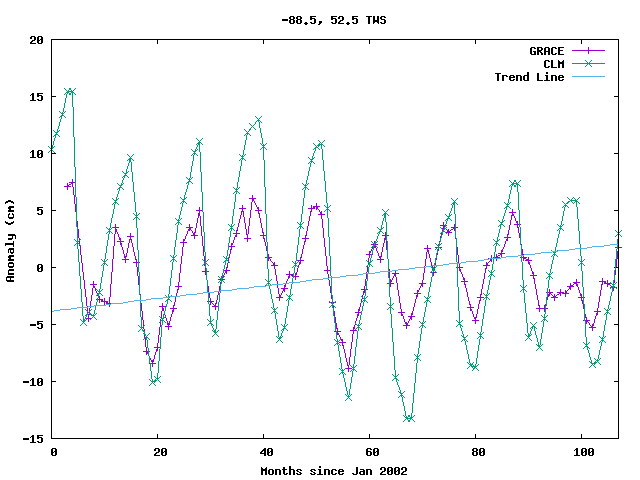 -88.5, 52.5 TWS
GRACE
CLM
Trend Line
20
15
10
5
0
-5
-10
-15
Anomaly (cm)
0 20 40 60 80 100
Months since Jan 2002